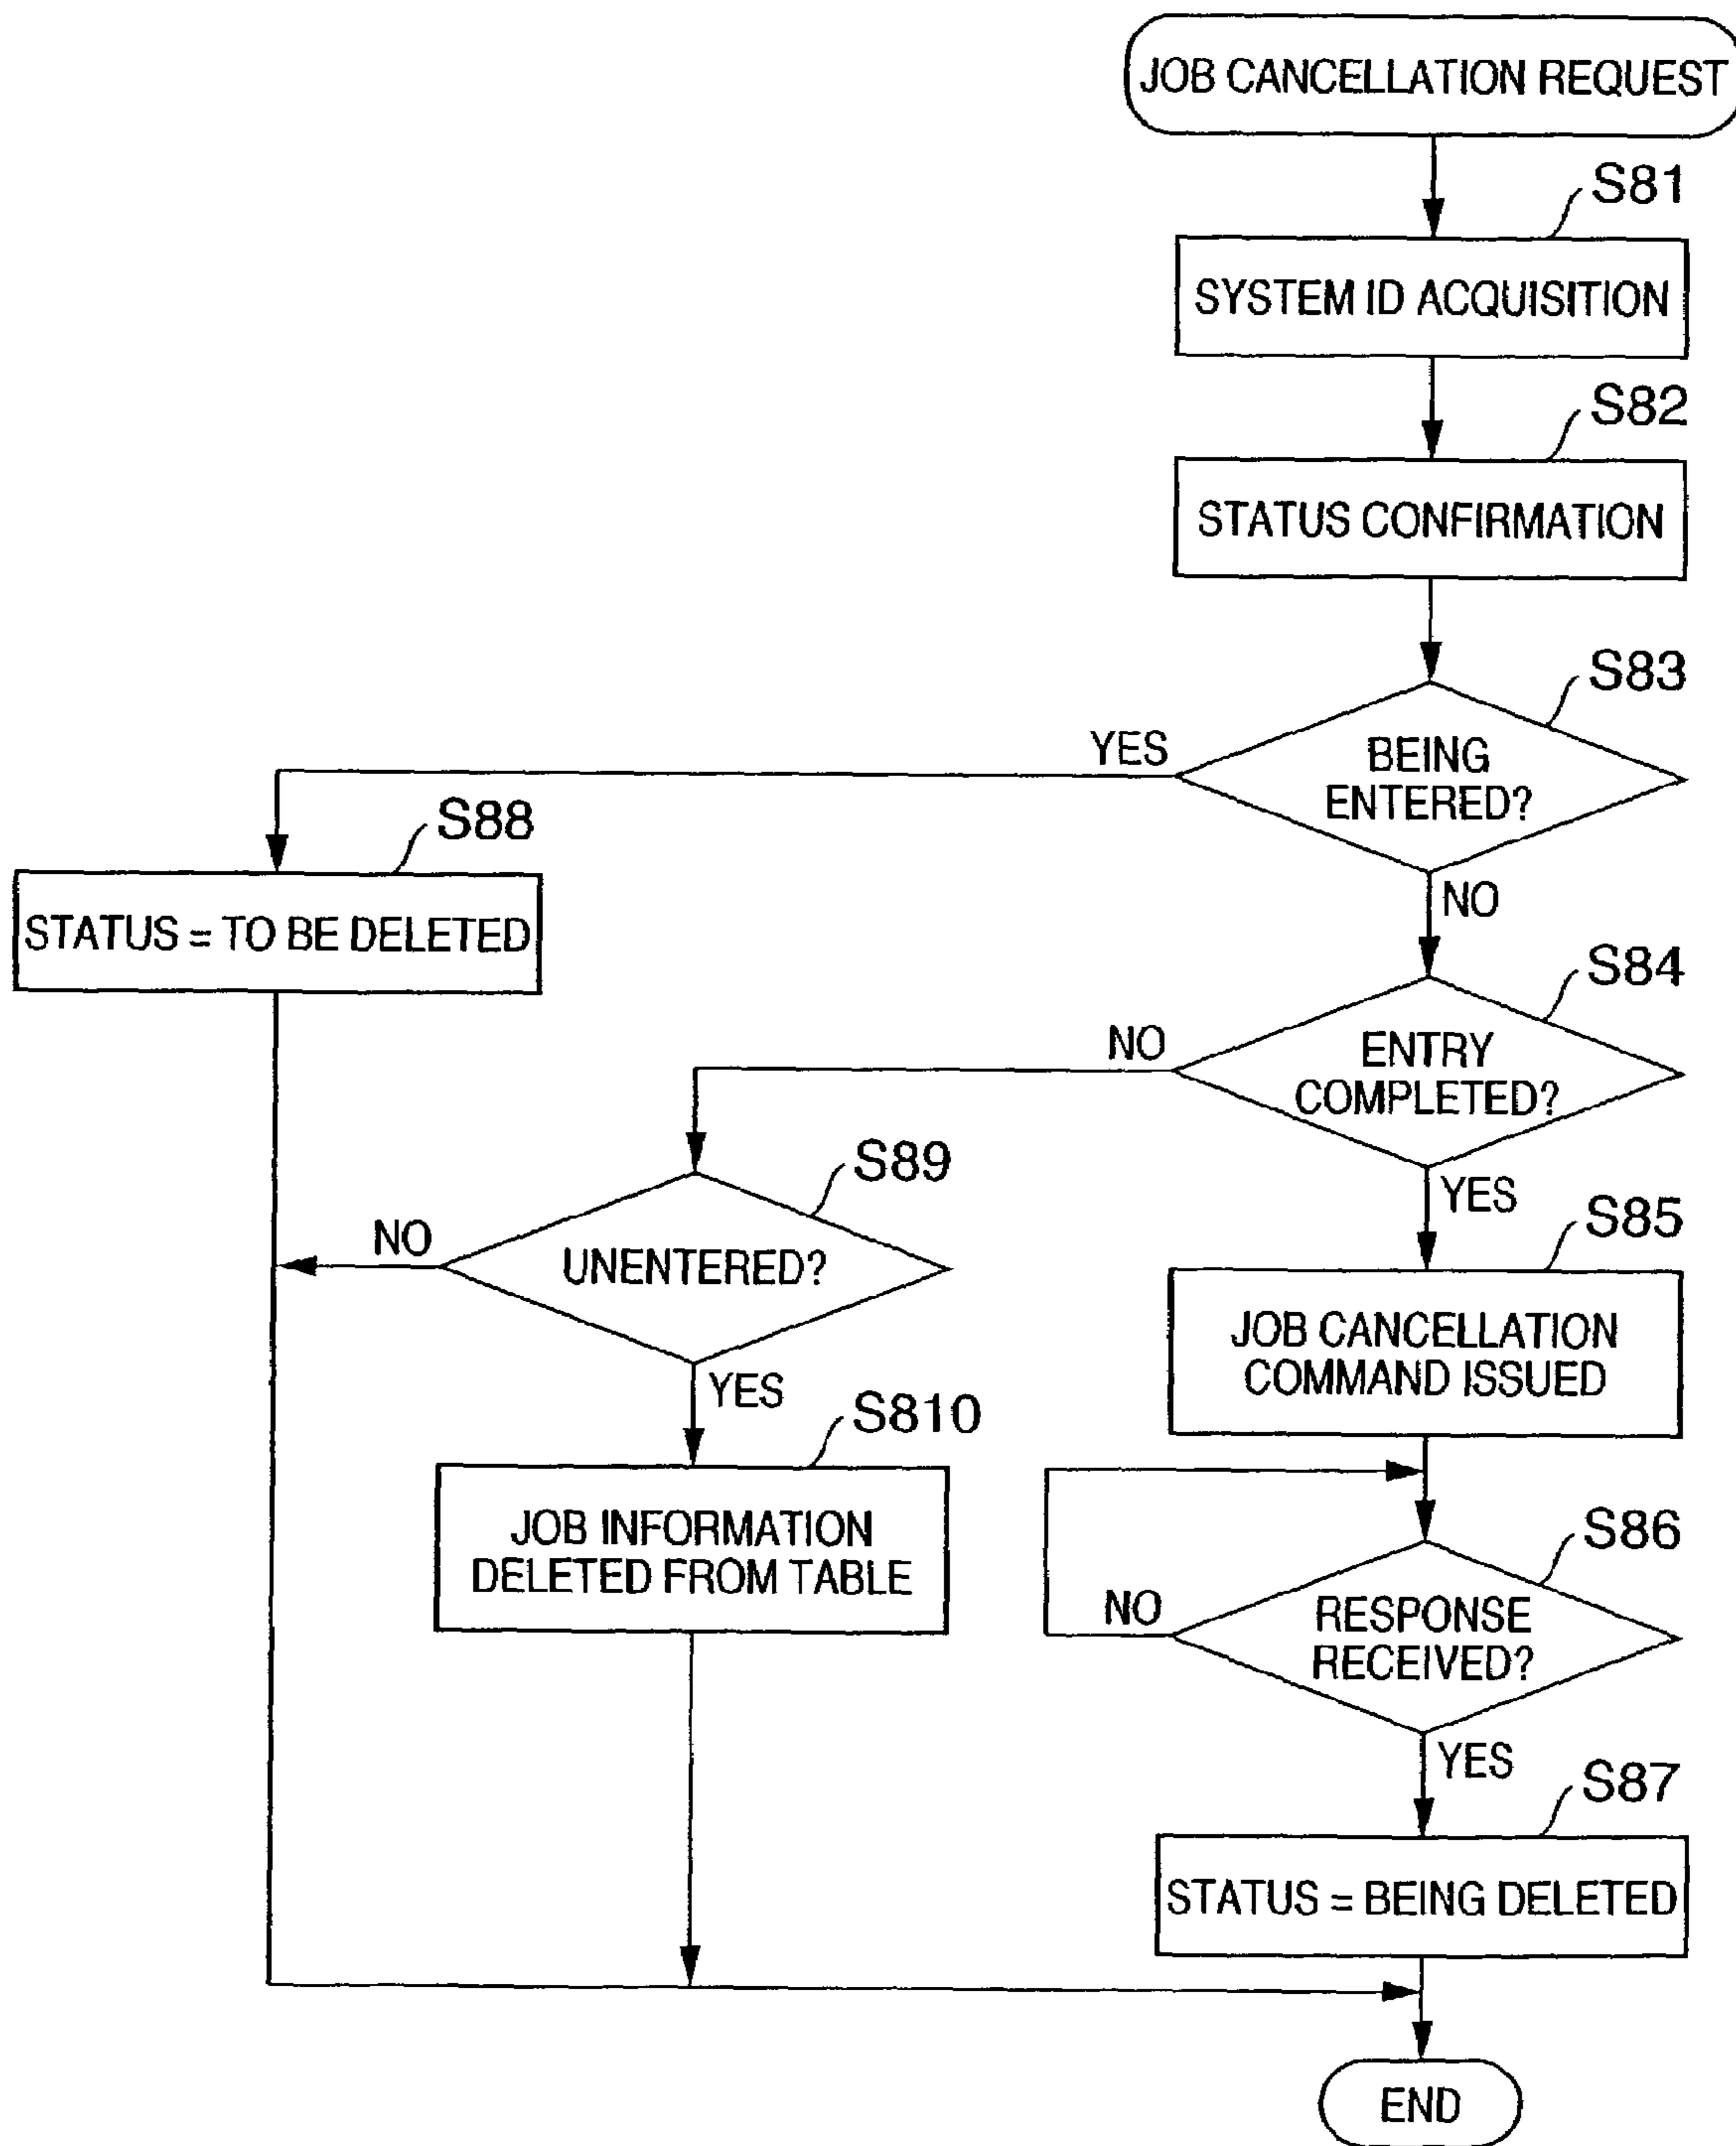 JOB CANCELLATION REQUEST
S81
SYSTEM ID ACQUISITION
S82
STATUS CONFIRMATION
S83
YES
BEING
ENTERED?
S88
NO
STATUS = TO BE DELETED
S84
NO
ENTRY
COMPLETED?
S89
YES
NO
UNENTERED?
S85
JOB CANCELLATION
COMMAND ISSUED
YES
S810
JOB INFORMATION
DELETED FROM TABLE
S86
NO
RESPONSE
RECEIVED?
YES
S87
STATUS = BEING DELETED
END